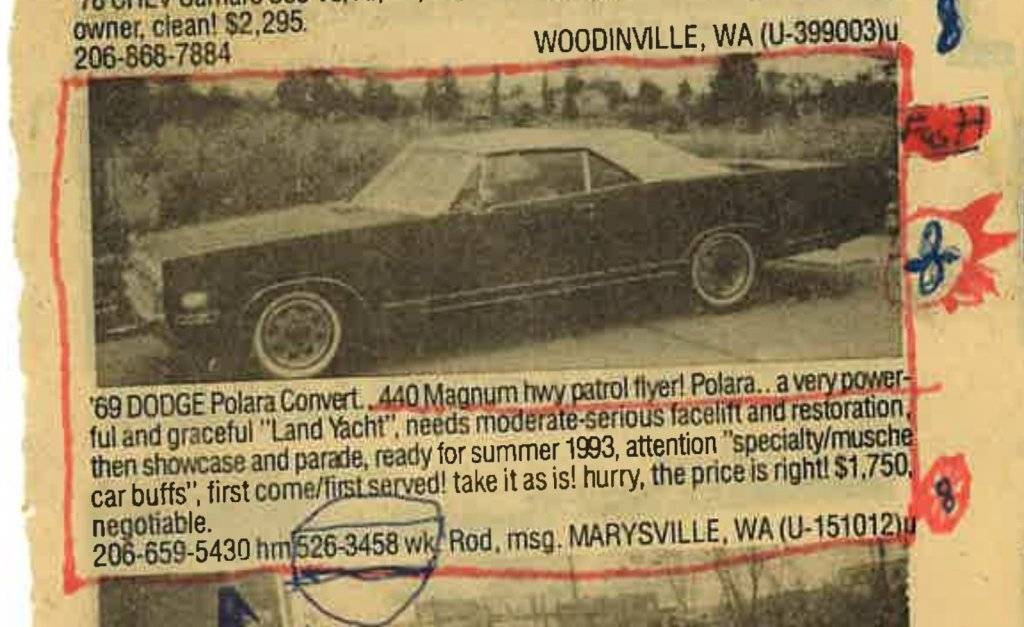 owner, clean! $2,295.
206-868-7884
WOODINVILLE, WA (U-399003)u
8
FasH
8
'69 DODGE Polara Convert. . 440 Magnum hwy patrol flyer! Polara. . a very power-
ful and graceful "Land Yacht", needs moderate-serious facelift and restoration,
then showcase and parade, ready for summer 1993, attention "specialty/musche
car buffs", first come/first served! take it as is! hurry, the price is right! $1,750,
negotiable.
8
206-659-5430 hm 526-3458 wk, Rod, msg. MARYSVILLE, WA (U-151012)u